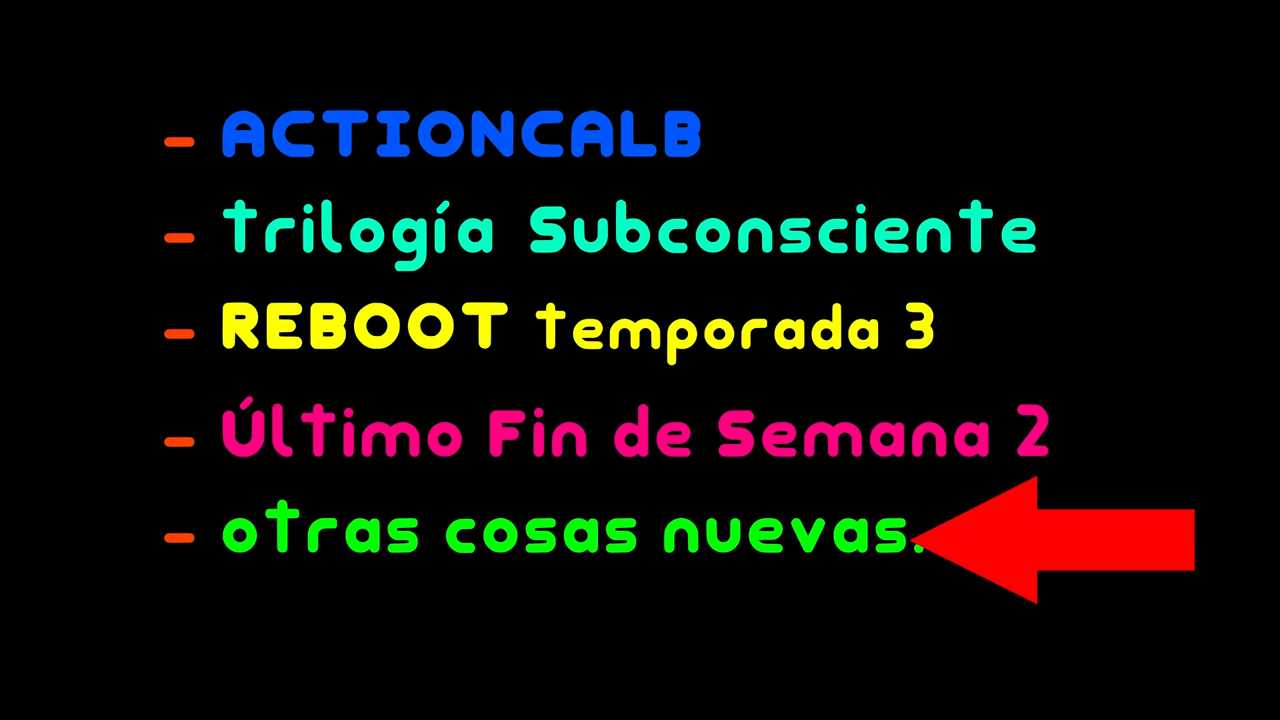 - ACTIONCALB
- trilogía Subconsciente
- REBOOT temporada 3
- Último Fin de Semana 2
- otras cosas nuevas.